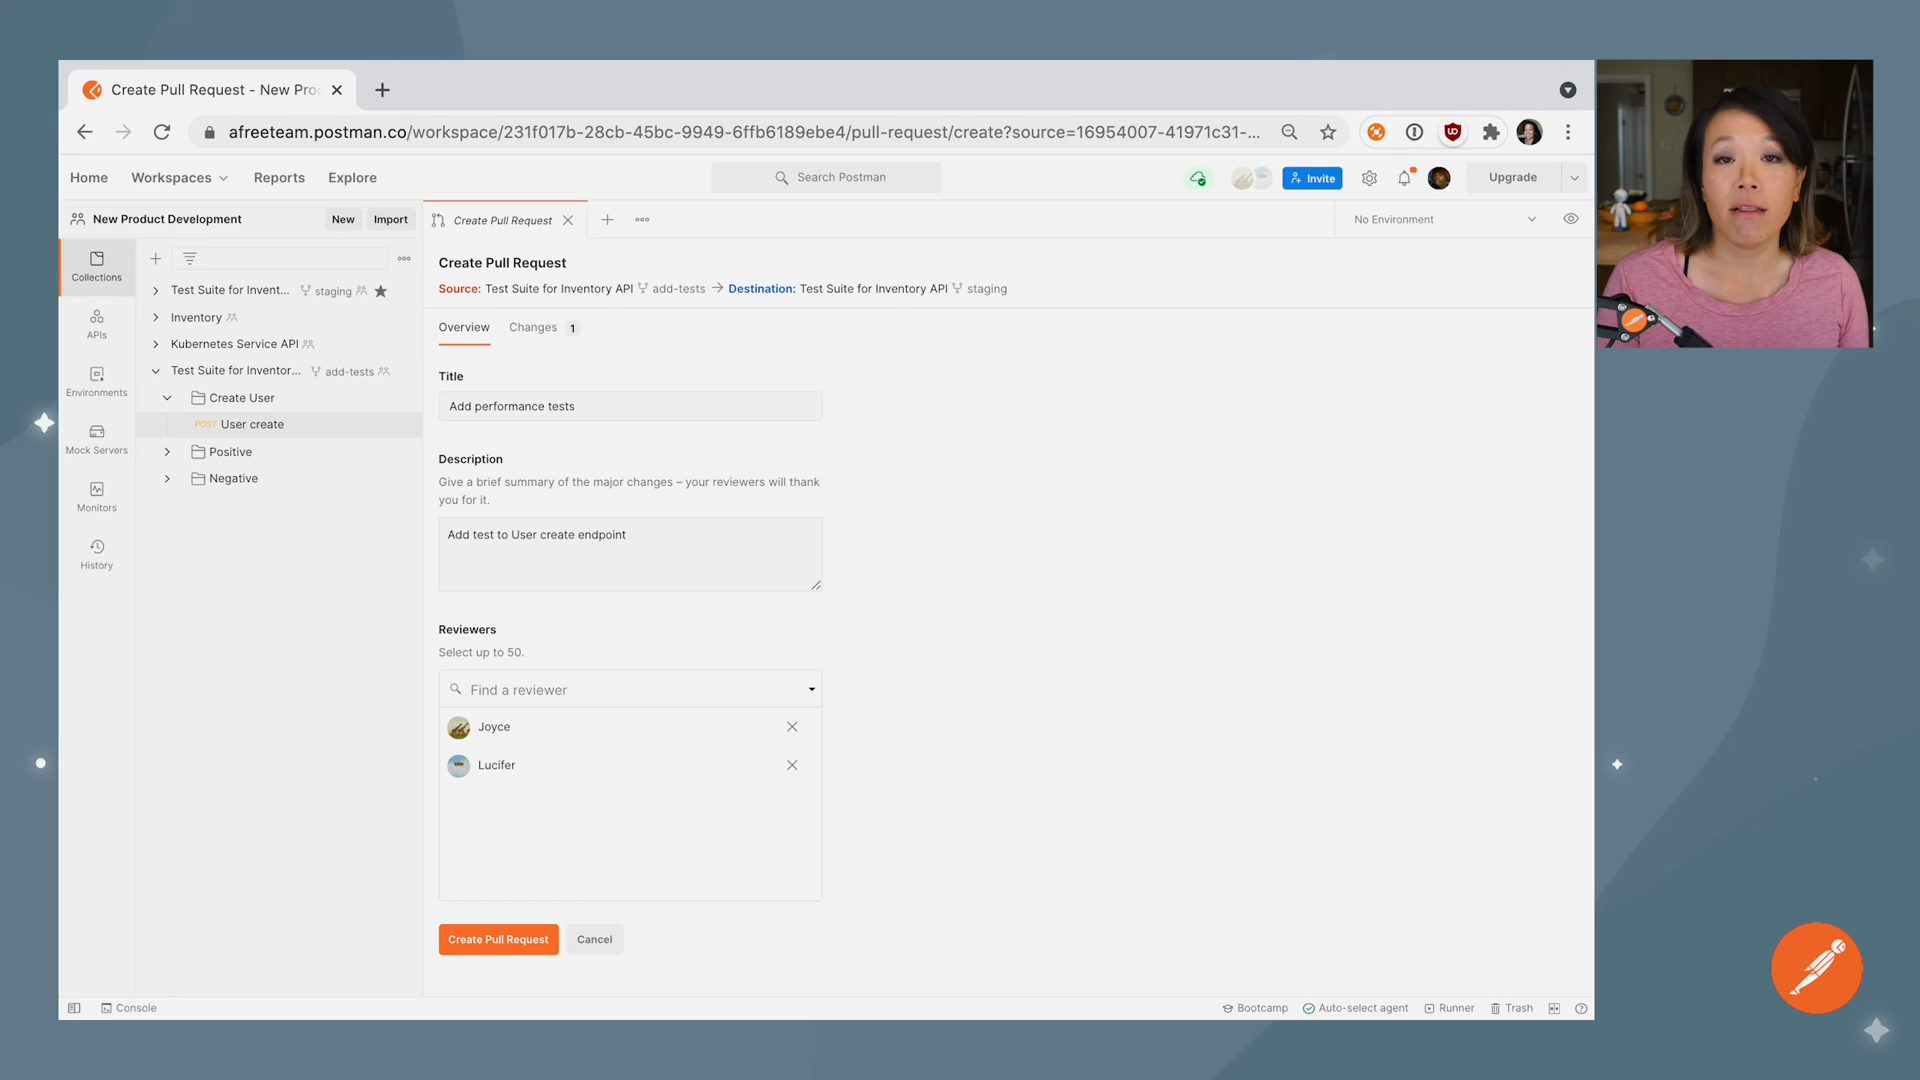 Create Pull Request - New Pro
afreeteam.postman.co/workspace/231f017b-28cb-45bc-9949-6ffb6189ebe4/pull-request/create?source=16954007-41971c31-...
Home Workspaces Reports Explore Search Postman Invite Upgrade
New Product Development New Import Create Pull Request No Environment
Collections
APIs
Environments
Mock Servers
Monitors
History
Test Suite for Invent... staging
Inventory
Kubernetes Service API
Test Suite for Inventor... add-tests
Create User
POST User create
Positive
Negative
Create Pull Request
Source: Test Suite for Inventory API add-tests → Destination: Test Suite for Inventory API staging
Overview Changes 1
Title
Add performance tests
Description
Give a brief summary of the major changes – your reviewers will thank
you for it.
Add test to User create endpoint
Reviewers
Select up to 50.
Find a reviewer
Joyce
Lucifer
Create Pull Request Cancel
Console Bootcamp Auto-select agent Runner Trash